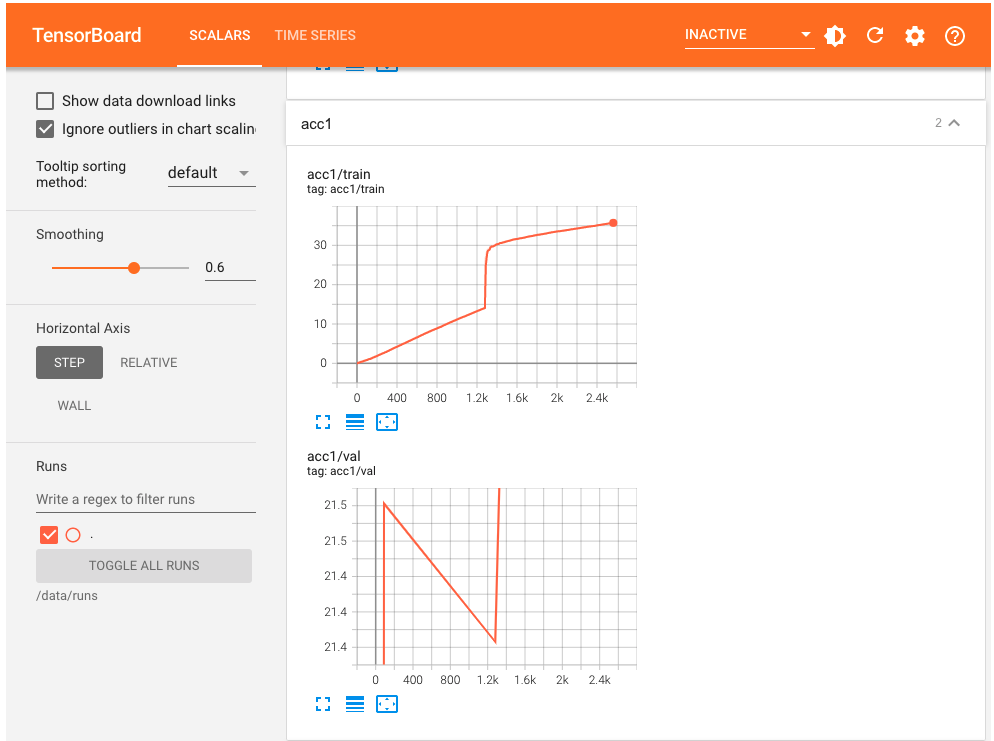 TensorBoard
SCALARS
TIME SERIES
INACTIVE
Show data download links
Ignore outliers in chart scalin
Tooltip sorting
method:
default
Smoothing
0.6
Horizontal Axis
STEP
RELATIVE
WALL
Runs
Write a regex to filter runs
.
TOGGLE ALL RUNS
/data/runs
acc1
2
acc1/train
tag: acc1/train
30
20
10
0
0 400 800 1.2k 1.6k 2k 2.4k
acc1/val
tag: acc1/val
21.5
21.5
21.4
21.4
21.4
0 400 800 1.2k 1.6k 2k 2.4k